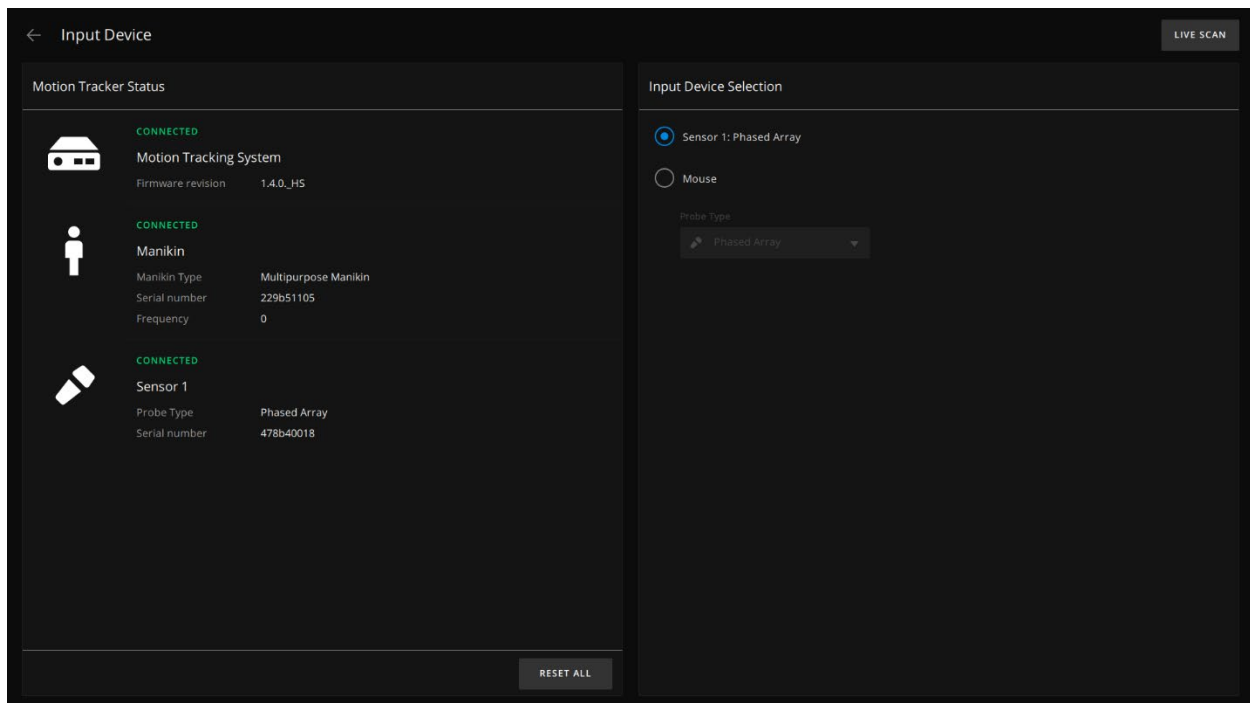 Input Device
LIVE SCAN
Motion Tracker Status
CONNECTED
Motion Tracking System
Firmware revision 1.4.0._HS
CONNECTED
Manikin
Manikin Type Multipurpose Manikin
Serial number 229b51105
Frequency 0
CONNECTED
Sensor 1
Probe Type Phased Array
Serial number 478b40018
RESET ALL
Input Device Selection
Sensor 1: Phased Array
Mouse
Probe Type
Phased Array